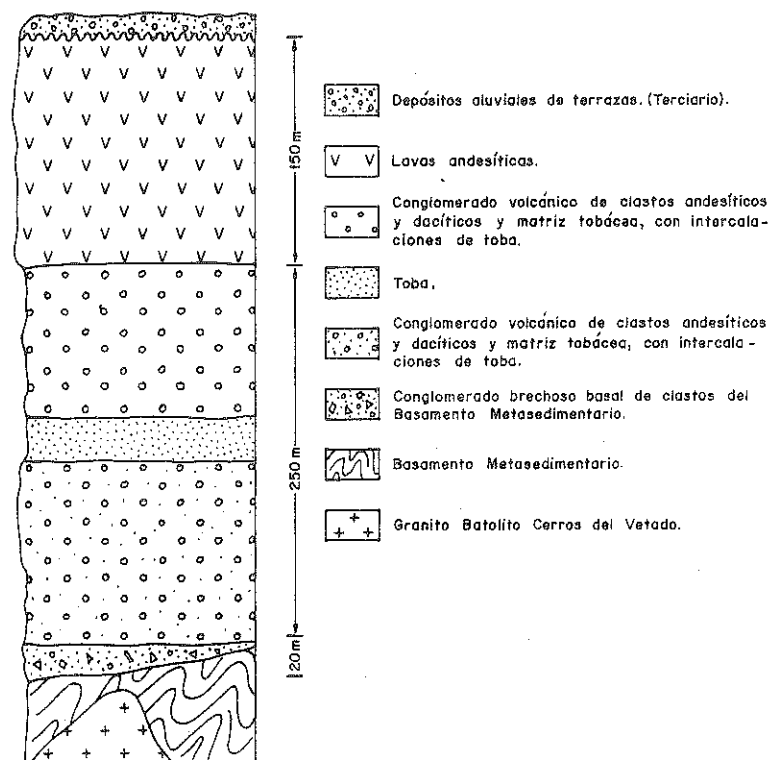 Depósitos aluviales de terrazas. (Terciario).
Lavas andesíticas.
Conglomerado volcánico de clastos andesíticos
y dacíticos y matriz tobácea, con intercala-
ciones de toba.
Toba.
Conglomerado volcánico de clastos andesíticos
y dacíticos y matriz tobácea, con intercala-
ciones de toba.
Conglomerado brechoso basal de clastos del
Basamento Metasedimentario.
Basamento Metasedimentario.
Granito Batolito Cerros del Vetado.
150 m
250 m
20 m